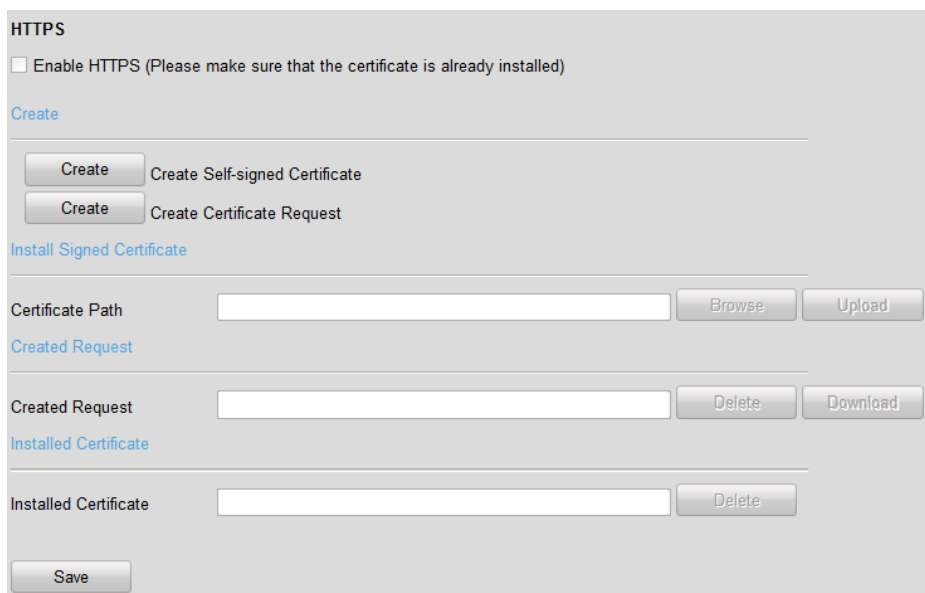 HTTPS
Enable HTTPS (Please make sure that the certificate is already installed)
Create
Create Create Self-signed Certificate
Create Create Certificate Request
Install Signed Certificate
Certificate Path Browse Upload
Created Request
Created Request Delete Download
Installed Certificate
Installed Certificate Delete
Save